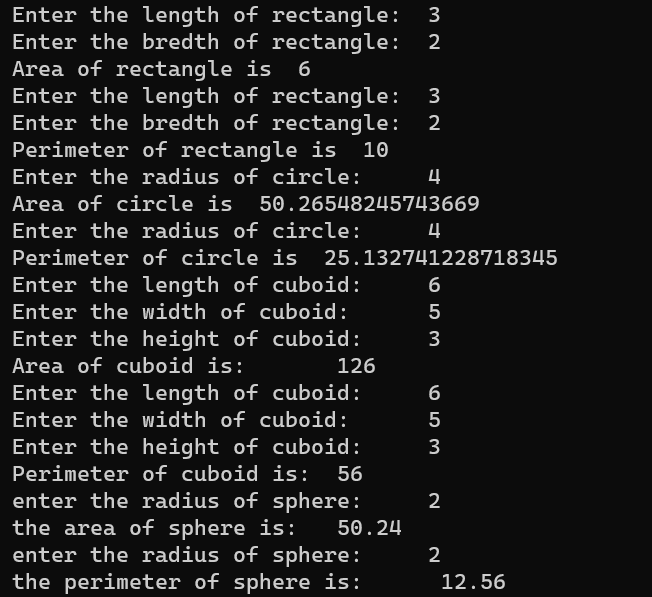 Enter the length of rectangle:  3
Enter the bredth of rectangle:  2
Area of rectangle is  6
Enter the length of rectangle:  3
Enter the bredth of rectangle:  2
Perimeter of rectangle is  10
Enter the radius of circle:     4
Area of circle is  50.26548245743669
Enter the radius of circle:     4
Perimeter of circle is  25.132741228718345
Enter the length of cuboid:     6
Enter the width of cuboid:      5
Enter the height of cuboid:     3
Area of cuboid is:       126
Enter the length of cuboid:     6
Enter the width of cuboid:      5
Enter the height of cuboid:     3
Perimeter of cuboid is:  56
enter the radius of sphere:     2
the area of sphere is:   50.24
enter the radius of sphere:     2
the perimeter of sphere is:      12.56